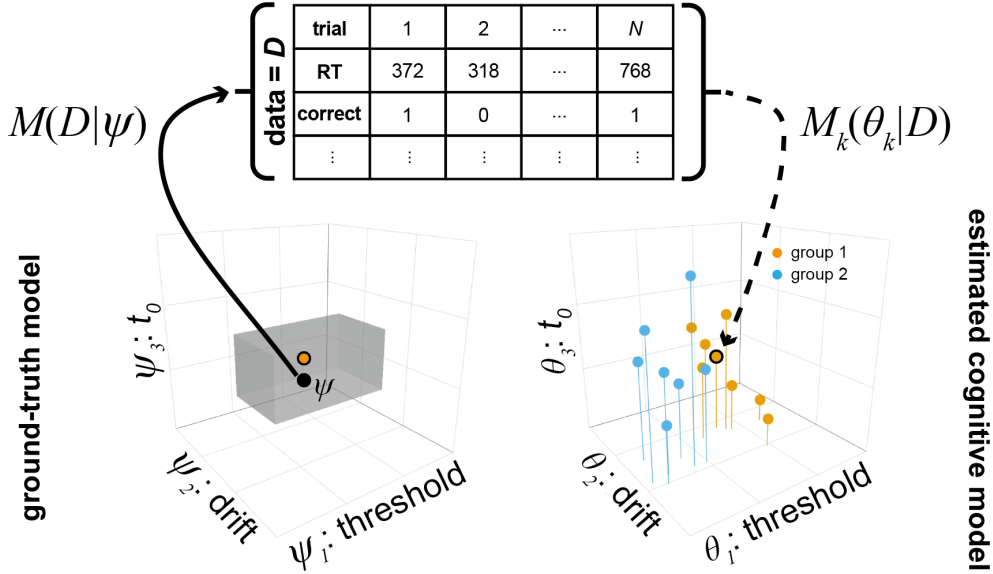 data = D
trial 1 2 ... N
RT 372 318 ... 768
correct 1 0 ... 1
⋮ ⋮ ⋮ ⋮ ⋮
M(D|ψ)
M_k(θ_k|D)
ground-truth model
ψ_3: t_0
ψ
ψ_2: drift
ψ_1: threshold
group 1
group 2
θ_3: t_0
θ_2: drift
θ_1: threshold
estimated cognitive model